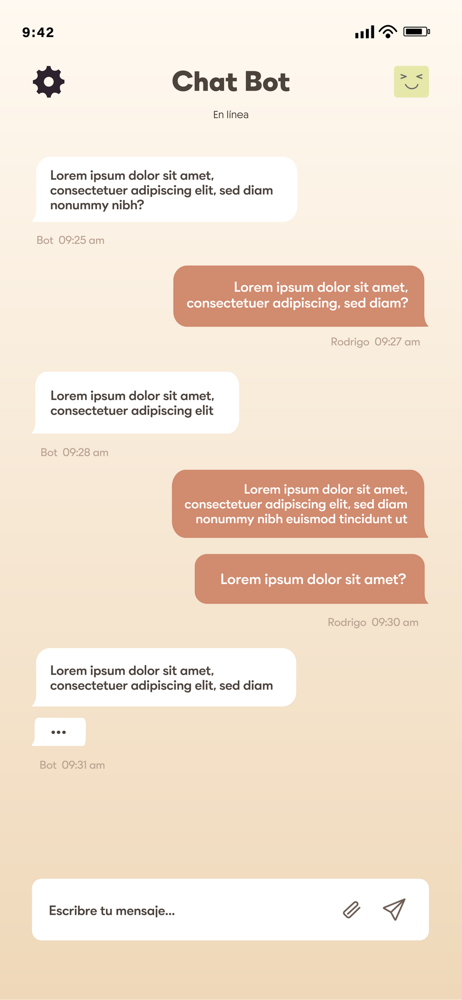 9:42
Chat Bot
En línea
Lorem ipsum dolor sit amet,
consectetuer adipiscing elit, sed diam
nonummy nibh?
Bot 09:25 am
Lorem ipsum dolor sit amet,
consectetuer adipiscing, sed diam?
Rodrigo 09:27 am
Lorem ipsum dolor sit amet,
consectetuer adipiscing elit
Bot 09:28 am
Lorem ipsum dolor sit amet,
consectetuer adipiscing elit, sed diam
nonummy nibh euismod tincidunt ut
Lorem ipsum dolor sit amet?
Rodrigo 09:30 am
Lorem ipsum dolor sit amet,
consectetuer adipiscing elit, sed diam
...
Bot 09:31 am
Escribre tu mensaje...